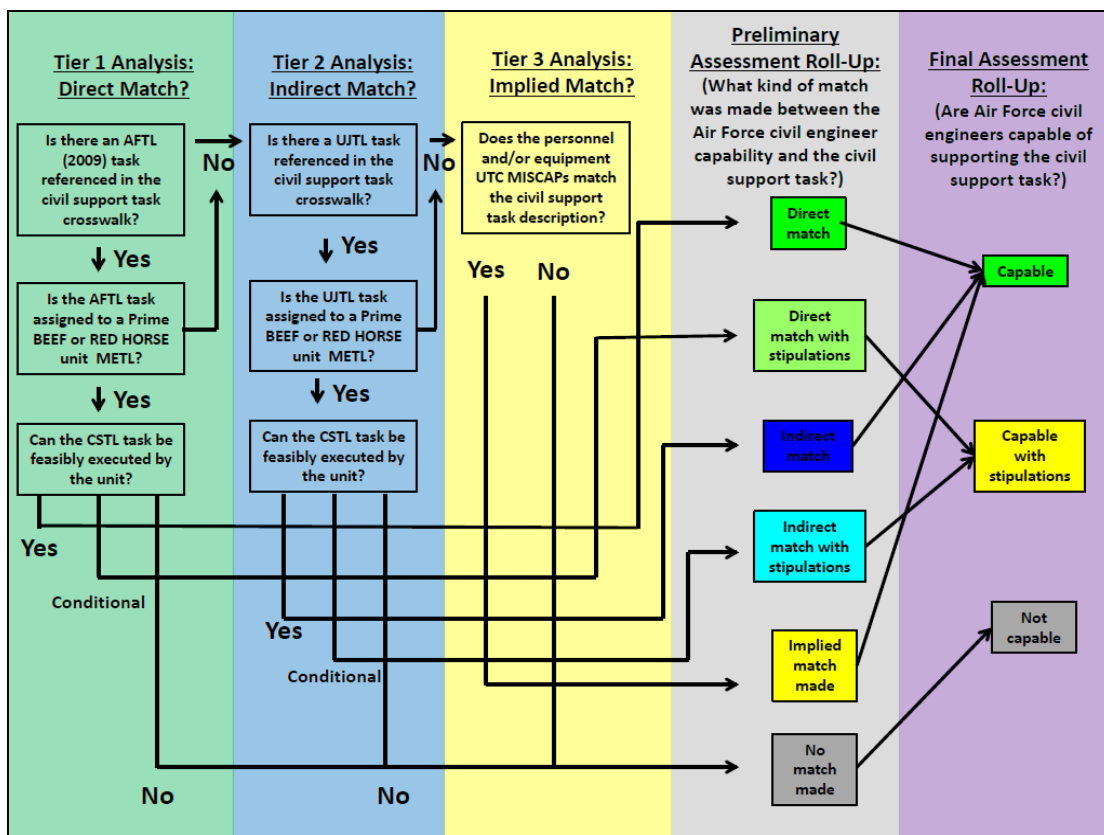 Tier 1 Analysis:
Direct Match?
Is there an AFTL
(2009) task
referenced in the
civil support task
crosswalk?
No
Yes
Is the AFTL task
assigned to a Prime
BEEF or RED HORSE
unit METL?
Yes
Can the CSTL task be
feasibly executed by
the unit?
Yes
Conditional
No
Tier 2 Analysis:
Indirect Match?
Is there a UJTL task
referenced in the
civil support task
crosswalk?
No
Yes
Is the UJTL task
assigned to a Prime
BEEF or RED HORSE
unit METL?
Yes
Can the CSTL task be
feasibly executed by
the unit?
Yes
Conditional
No
Tier 3 Analysis:
Implied Match?
Does the personnel
and/or equipment
UTC MISCAPs match
the civil support
task description?
Yes
No
Preliminary
Assessment Roll-Up:
(What kind of match
was made between the
Air Force civil engineer
capability and the civil
support task?)
Direct
match
Direct
match with
stipulations
Indirect
match
Indirect
match with
stipulations
Implied
match
made
No
match
made
Final Assessment
Roll-Up:
(Are Air Force civil
engineers capable of
supporting the civil
support task?)
Capable
Capable
with
stipulations
Not
capable